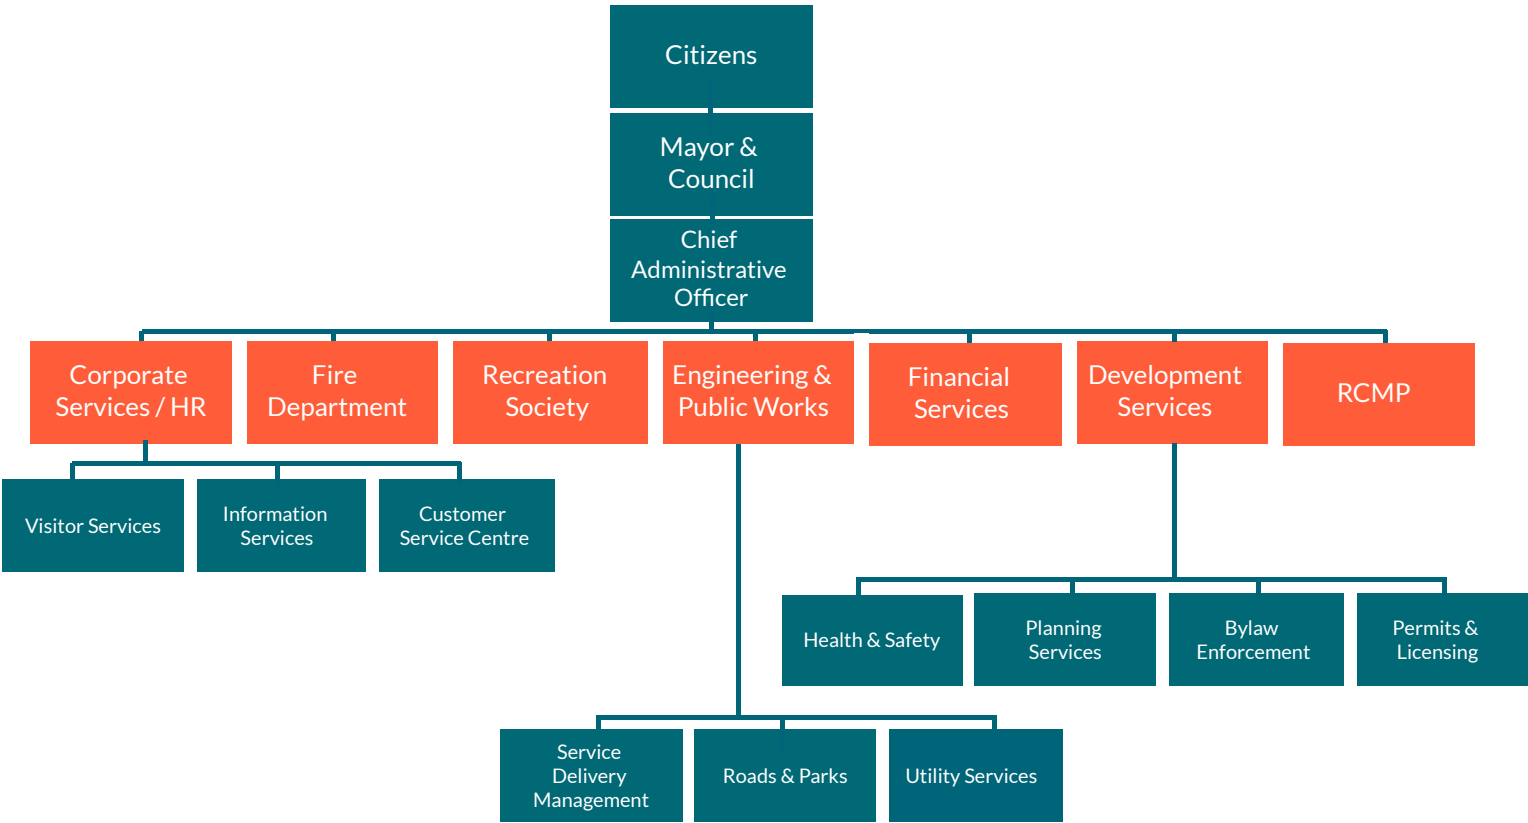 Citizens
Mayor &
Council
Chief
Administrative
Officer
Corporate
Services / HR
Fire
Department
Recreation
Society
Engineering &
Public Works
Financial
Services
Development
Services
RCMP
Visitor Services
Information
Services
Customer
Service Centre
Health & Safety
Planning
Services
Bylaw
Enforcement
Permits &
Licensing
Service
Delivery
Management
Roads & Parks
Utility Services